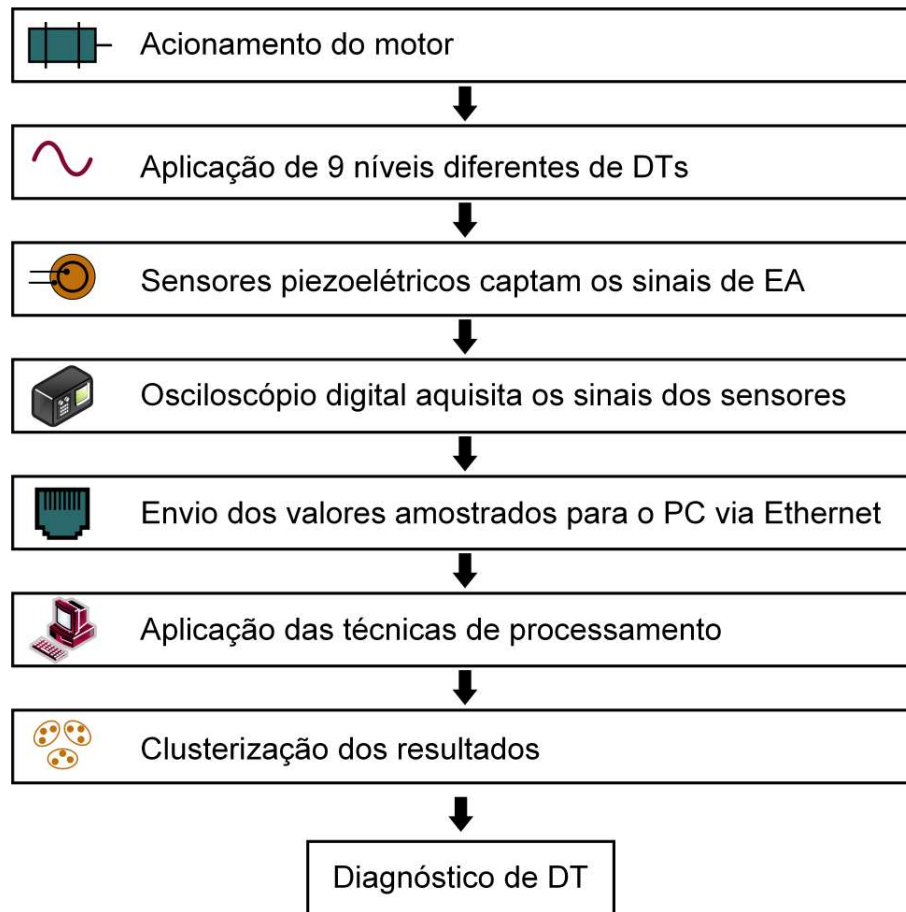 Acionamento do motor
Aplicação de 9 níveis diferentes de DTs
Sensores piezoelétricos captam os sinais de EA
Osciloscópio digital aquisita os sinais dos sensores
Envio dos valores amostrados para o PC via Ethernet
Aplicação das técnicas de processamento
Clusterização dos resultados
Diagnóstico de DT